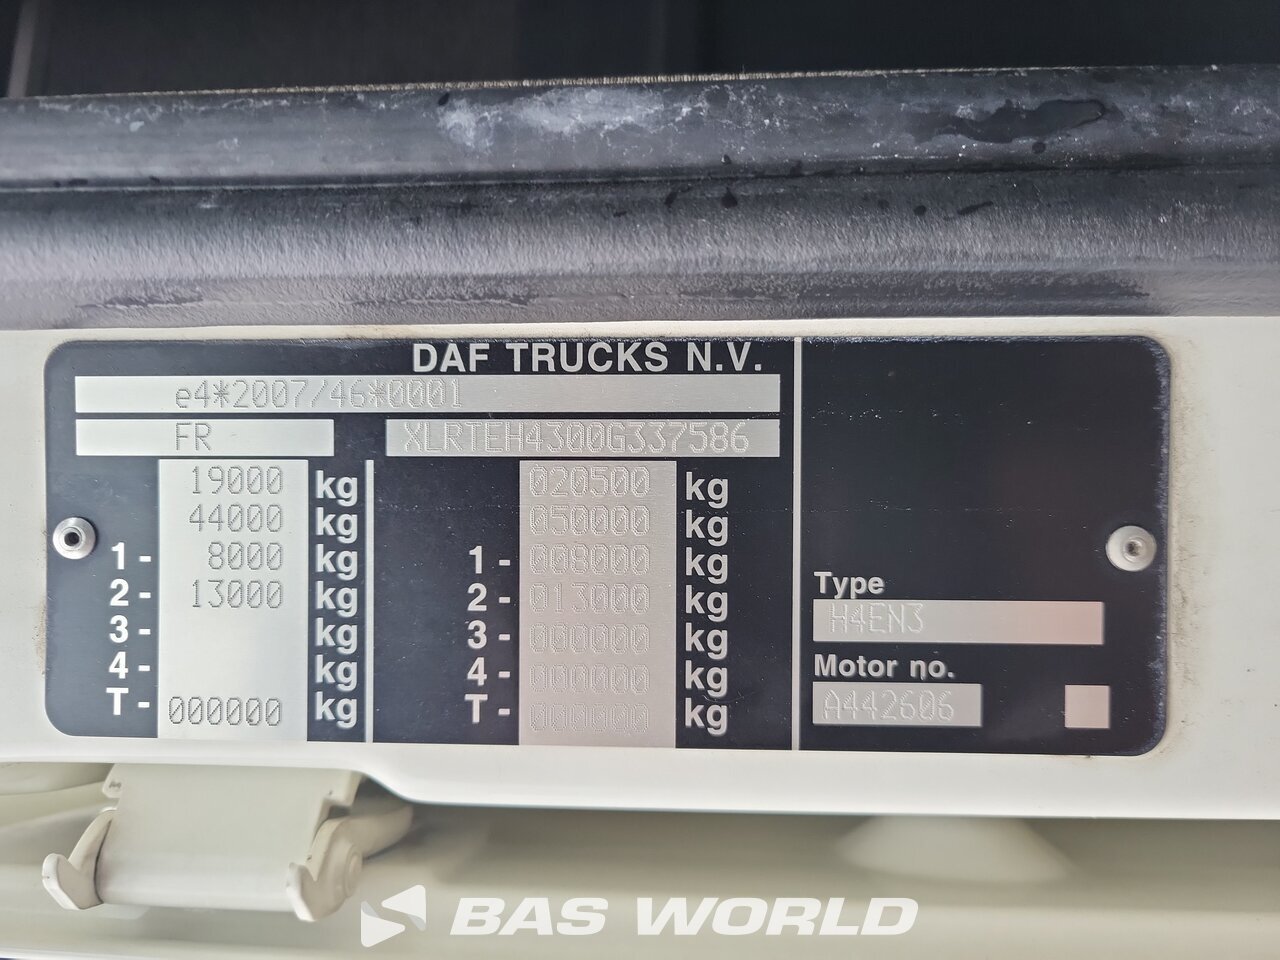 DAF TRUCKS N.V.
e4*2007/46*0001
FR XLRTEH4300G337586
19000 kg 020500 kg
44000 kg 050000 kg
1- 8000 kg 1- 008000 kg
2- 13000 kg 2- 013000 kg
3- kg 3- 000000 kg
4- kg 4- 000000 kg
T- 000000 kg T- 000000 kg
Type
H4EN3
Motor no.
A442606
BAS WORLD